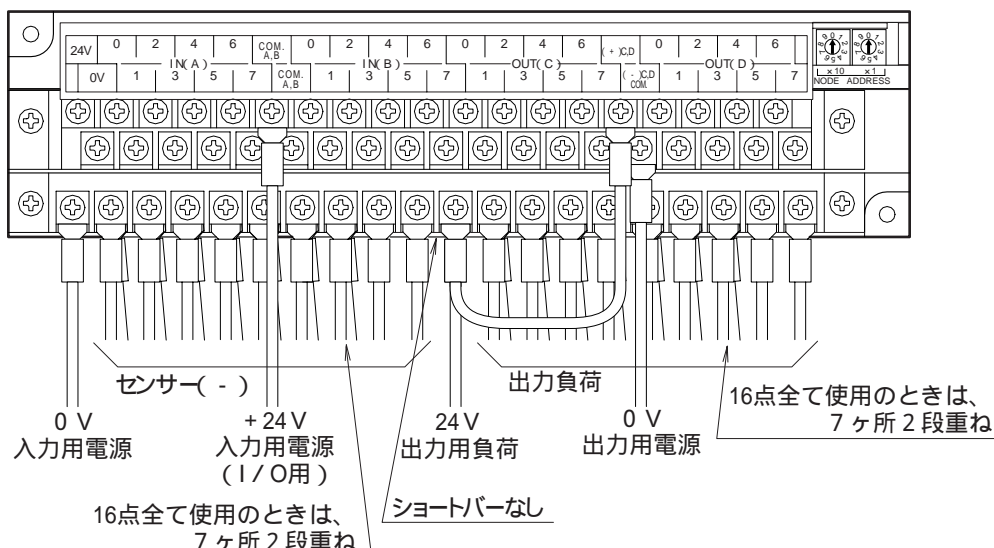 24V 0 2 4 6 COM. A,B 0 2 4 6 0 2 4 6 (+)C,D 0 2 4 6
IN(A) IN(B) OUT(C) OUT(D)
0V 1 3 5 7 COM. A,B 1 3 5 7 1 3 5 7 (-)C,D COM. 1 3 5 7
×10 ×1
NODE ADDRESS
センサー( - )
出力負荷
16点全て使用のときは、
7ヶ所2段重ね
0 V
入力用電源
+24V
入力用電源
(I/O用)
24V
出力用負荷
0 V
出力用電源
ショートバーなし
16点全て使用のときは、
7ヶ所2段重ね